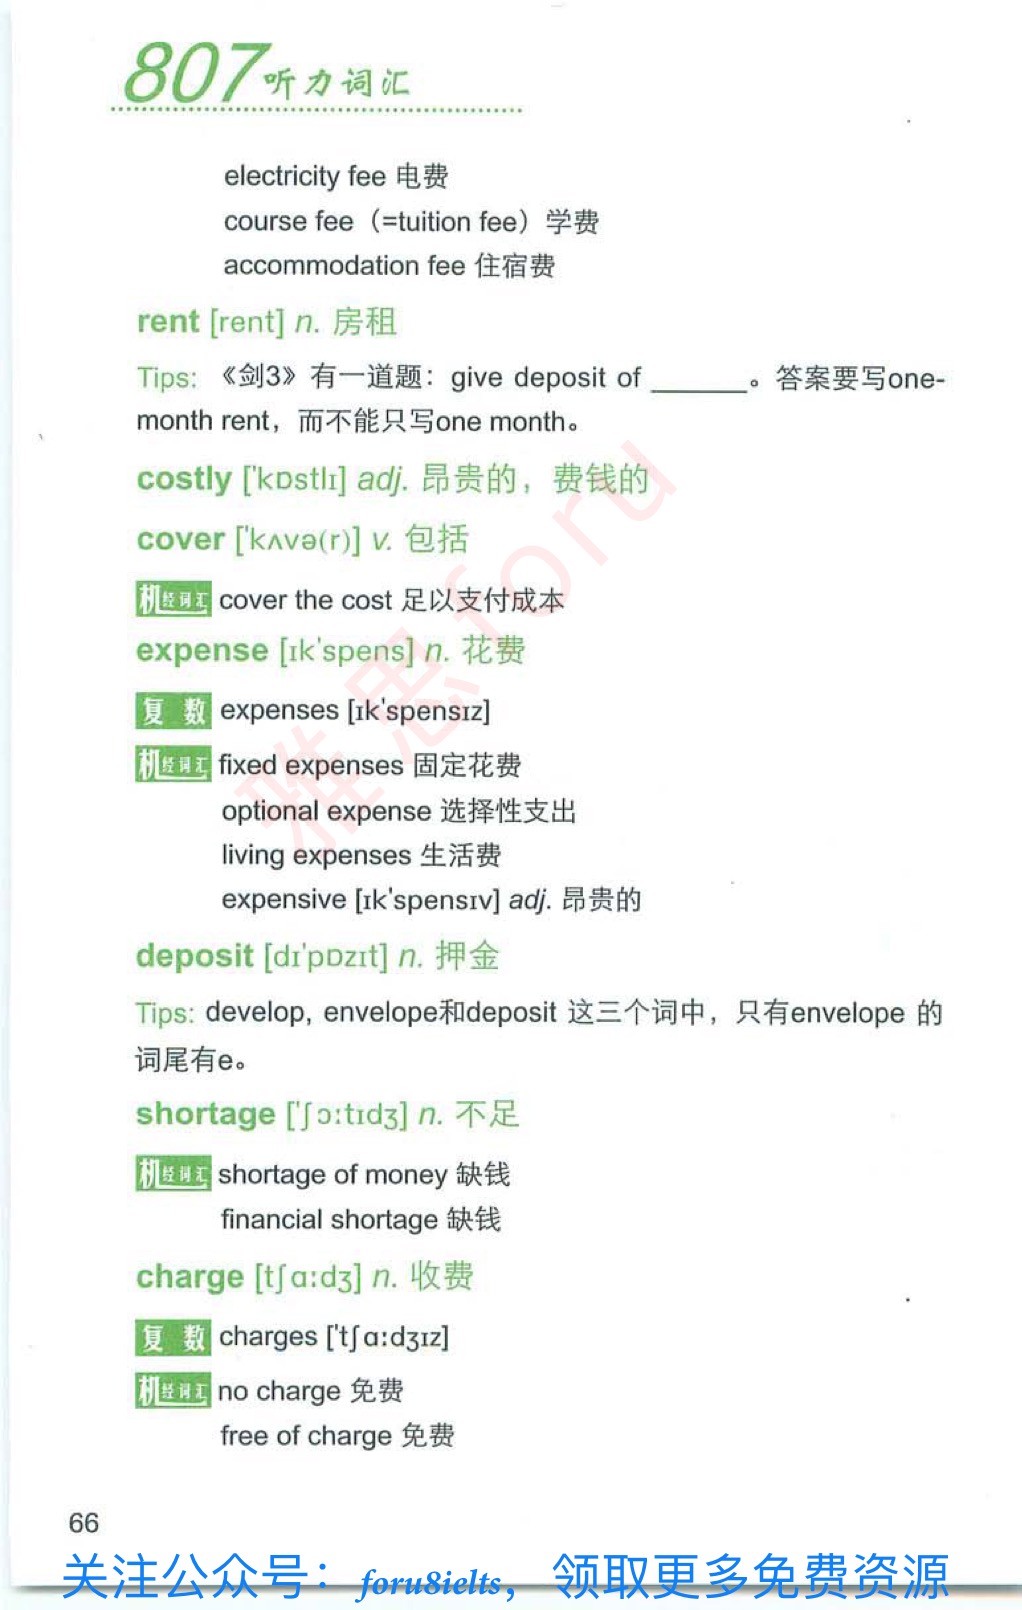 807听力词汇
electricity fee 电费
course fee（=tuition fee）学费
accommodation fee 住宿费
rent [rent] n. 房租
Tips: 《剑3》有一道题：give deposit of ______。答案要写one-
month rent，而不能只写one month。
costly ['kɒstlɪ] adj. 昂贵的，费钱的
cover ['kʌvə(r)] v. 包括
机经词汇 cover the cost 足以支付成本
expense [ɪk'spens] n. 花费
复数 expenses [ɪk'spensɪz]
机经词汇 fixed expenses 固定花费
optional expense 选择性支出
living expenses 生活费
expensive [ɪk'spensɪv] adj. 昂贵的
deposit [dɪ'pɒzɪt] n. 押金
Tips: develop, envelope和deposit 这三个词中，只有envelope 的
词尾有e。
shortage ['ʃɔːtɪdʒ] n. 不足
机经词汇 shortage of money 缺钱
financial shortage 缺钱
charge [tʃɑːdʒ] n. 收费
复数 charges ['tʃɑːdʒɪz]
机经词汇 no charge 免费
free of charge 免费
66
关注公众号：foru8ielts，领取更多免费资源
雅思foru